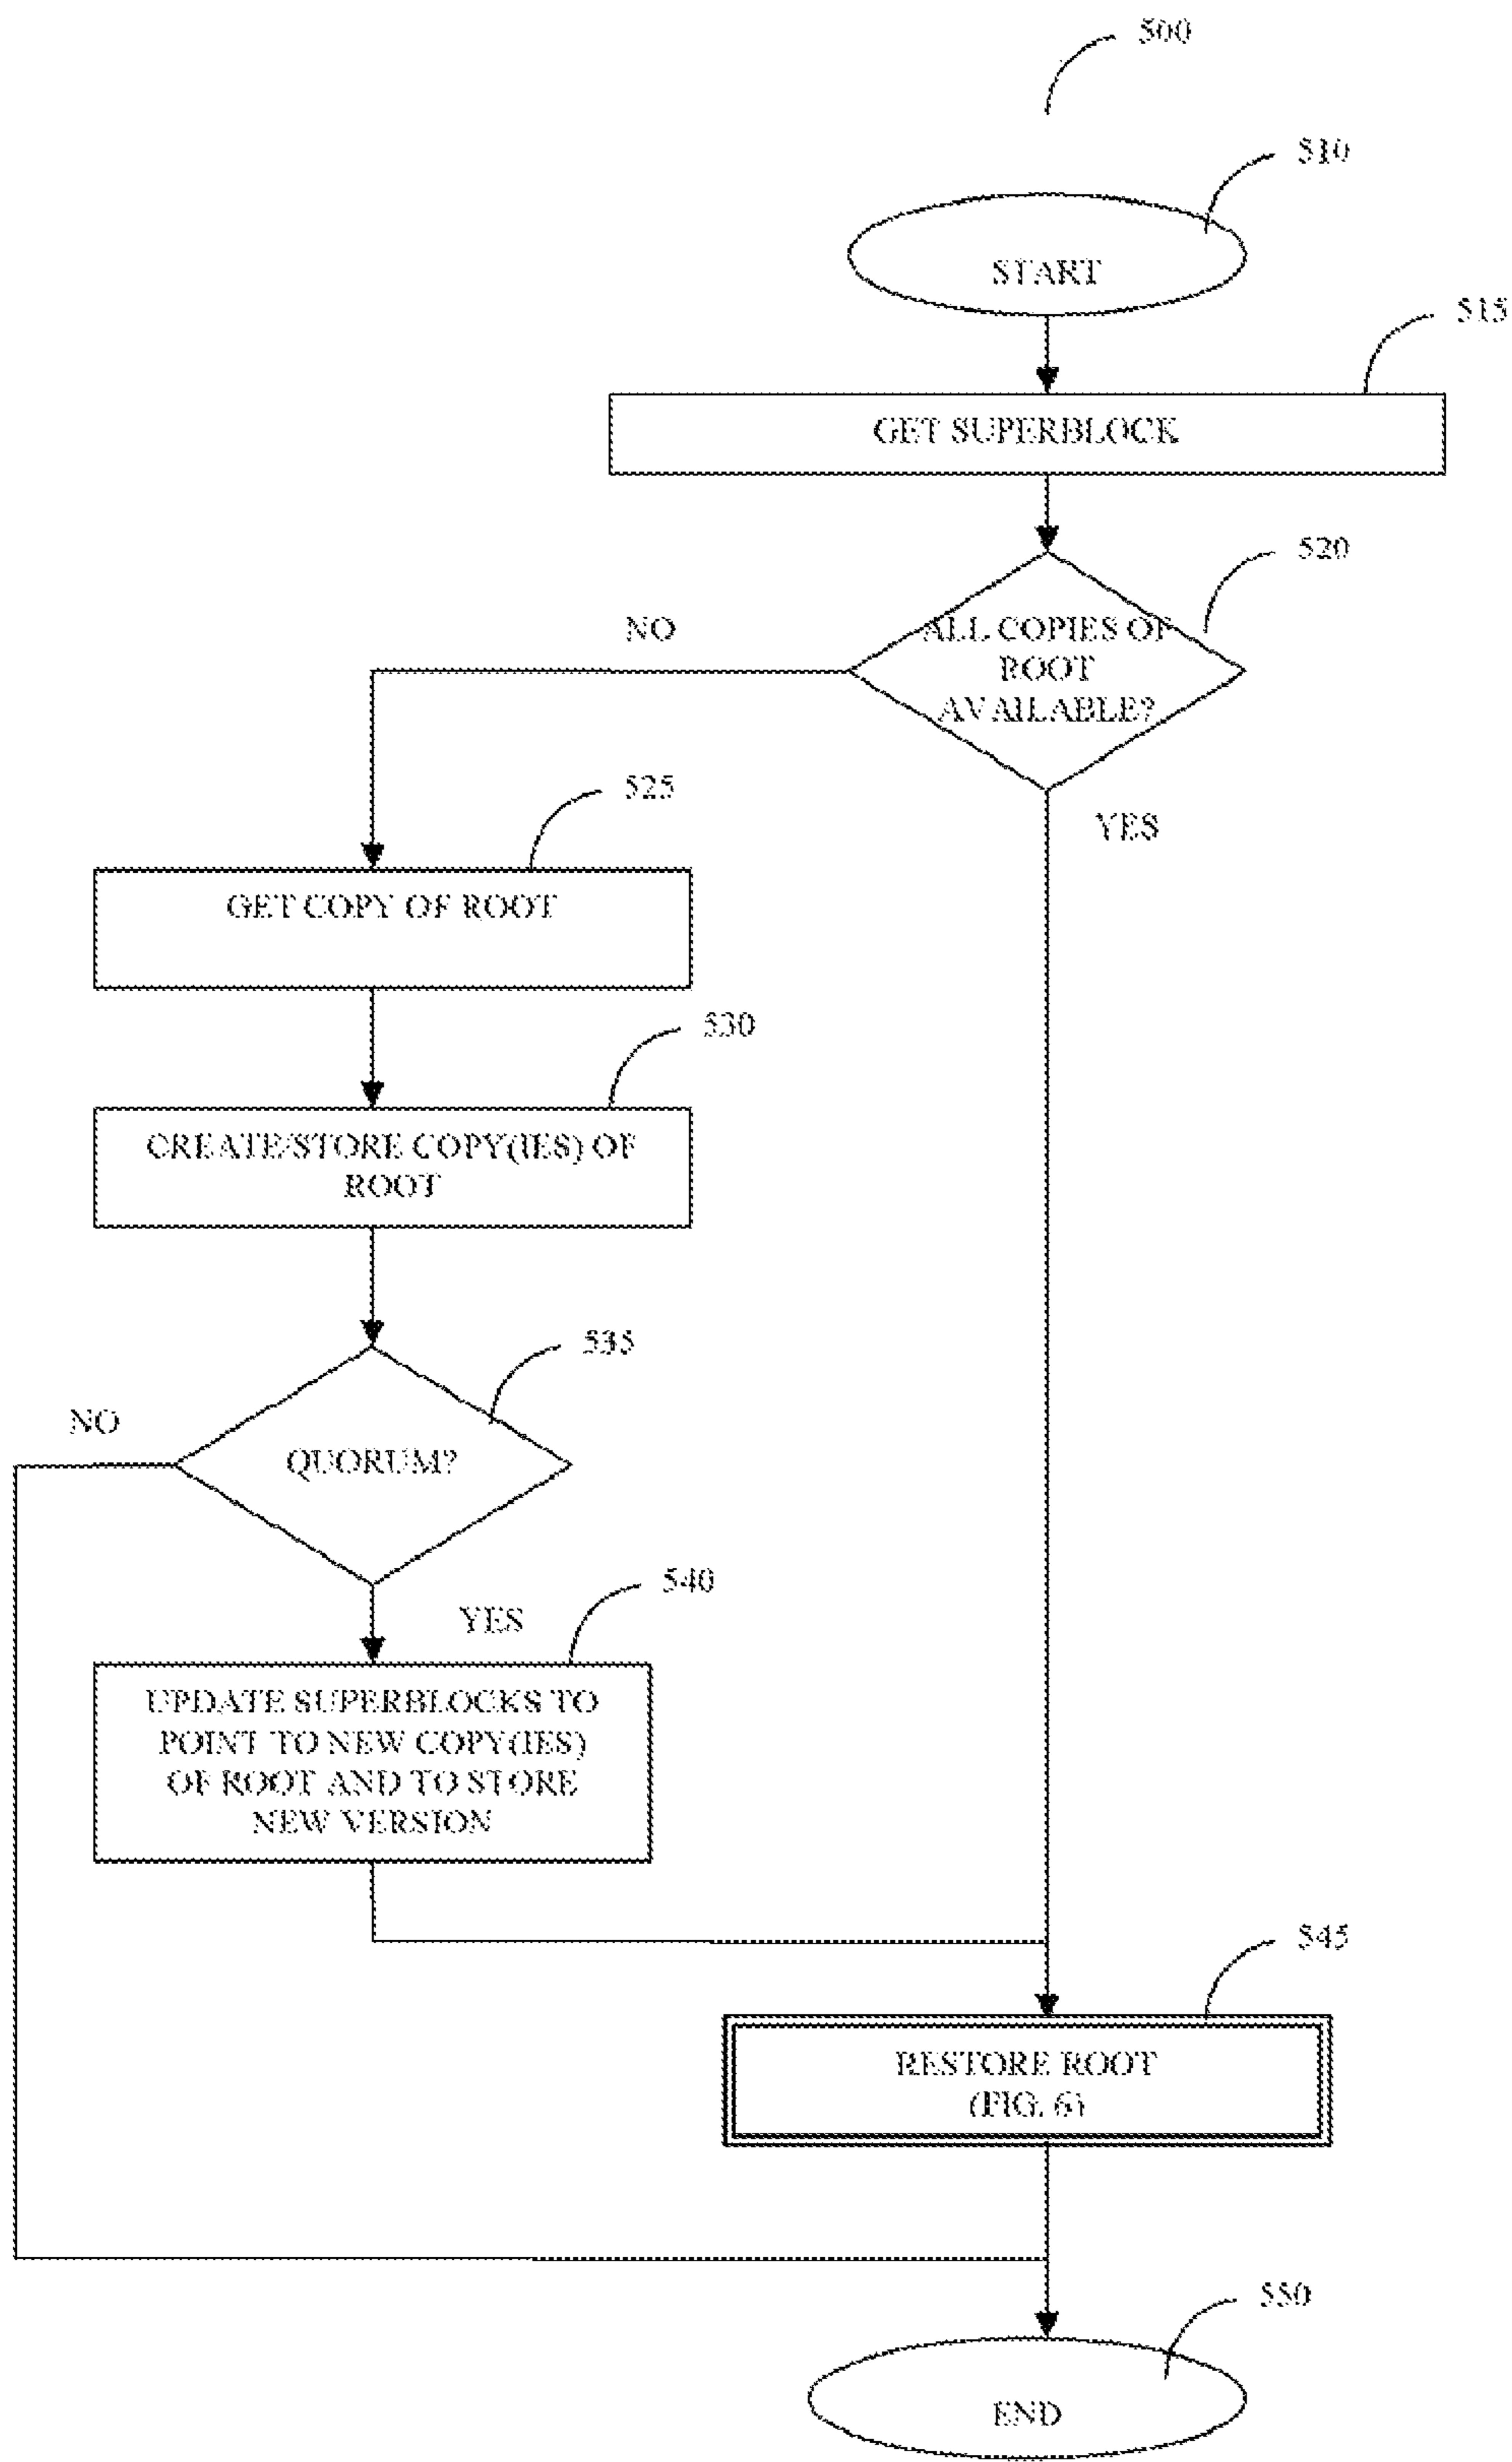 500
510
START
515
GET SUPERBLOCK
520
NO
ALL COPIES OF
ROOT
AVAILABLE?
YES
525
GET COPY OF ROOT
530
CREATE/STORE COPY(IES) OF
ROOT
535
NO
QUORUM?
540
YES
UPDATE SUPERBLOCKS TO
POINT TO NEW COPY(IES)
OF ROOT AND TO STORE
NEW VERSION
545
RESTORE ROOT
(FIG. 6)
550
END